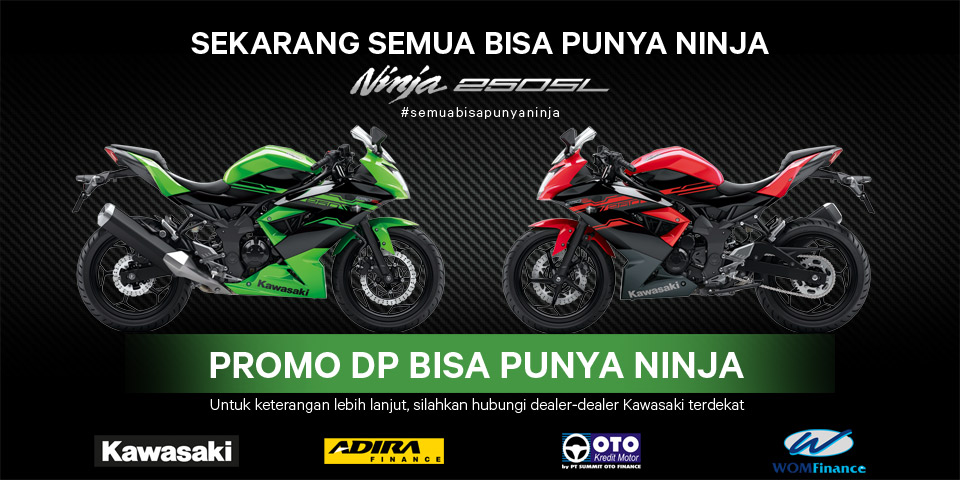 SEKARANG SEMUA BISA PUNYA NINJA
Ninja 250SL
#semuabisapunyaninja
Kawasaki
Kawasaki
PROMO DP BISA PUNYA NINJA
Untuk keterangan lebih lanjut, silahkan hubungi dealer-dealer Kawasaki terdekat
Kawasaki
ADIRA
FINANCE
OTO
Kredit Motor
by PT SUMMIT OTO FINANCE
W
WOMFinance